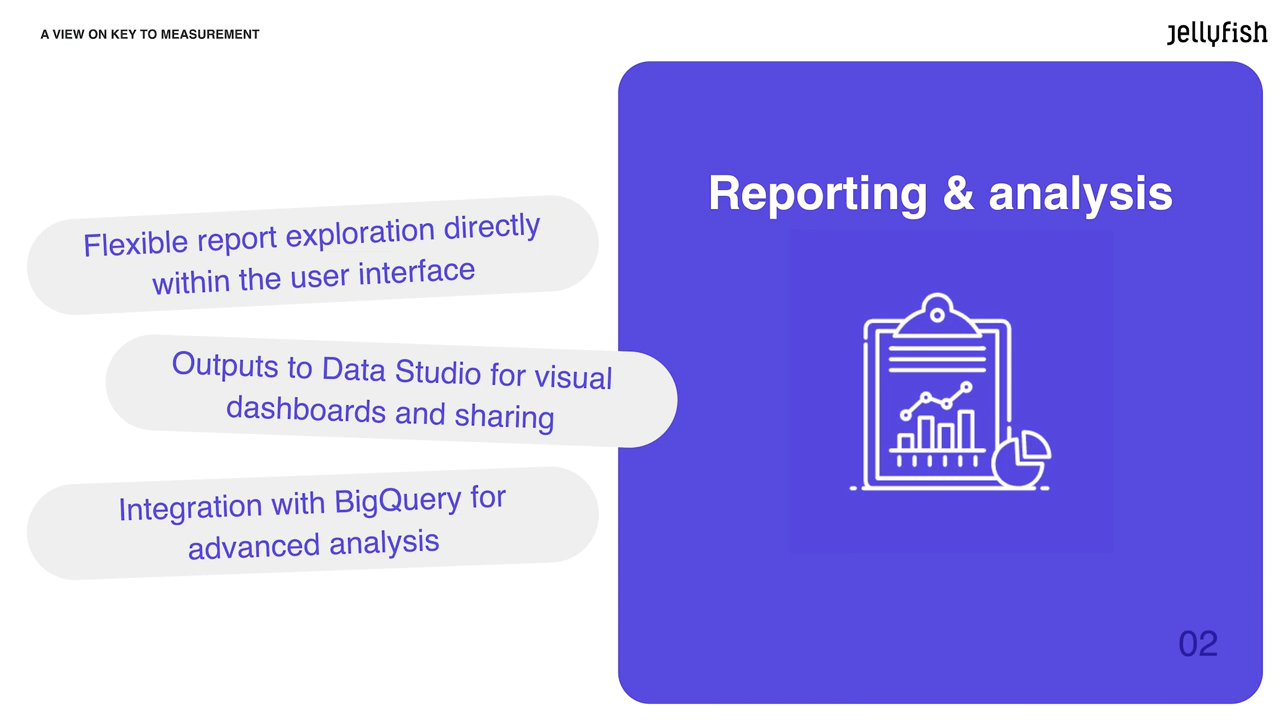 A VIEW ON KEY TO MEASUREMENT
jellyfish
Reporting & analysis
Flexible report exploration directly
within the user interface
Outputs to Data Studio for visual
dashboards and sharing
Integration with BigQuery for
advanced analysis
02